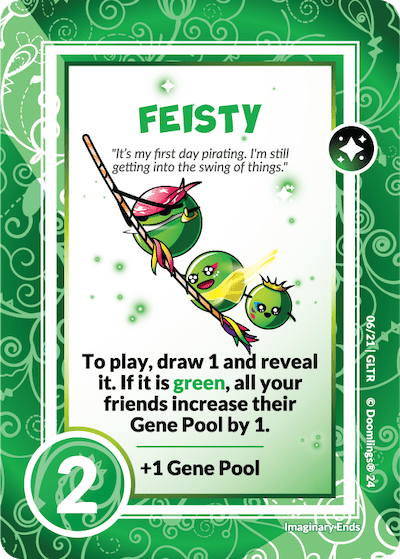 FEISTY
"It's my first day pirating. I'm still
getting into the swing of things."
To play, draw 1 and reveal
it. If it is green, all your
friends increase their
Gene Pool by 1.
+1 Gene Pool
2
06/21 | GLTR © Doomlings® 24
Imaginary Ends